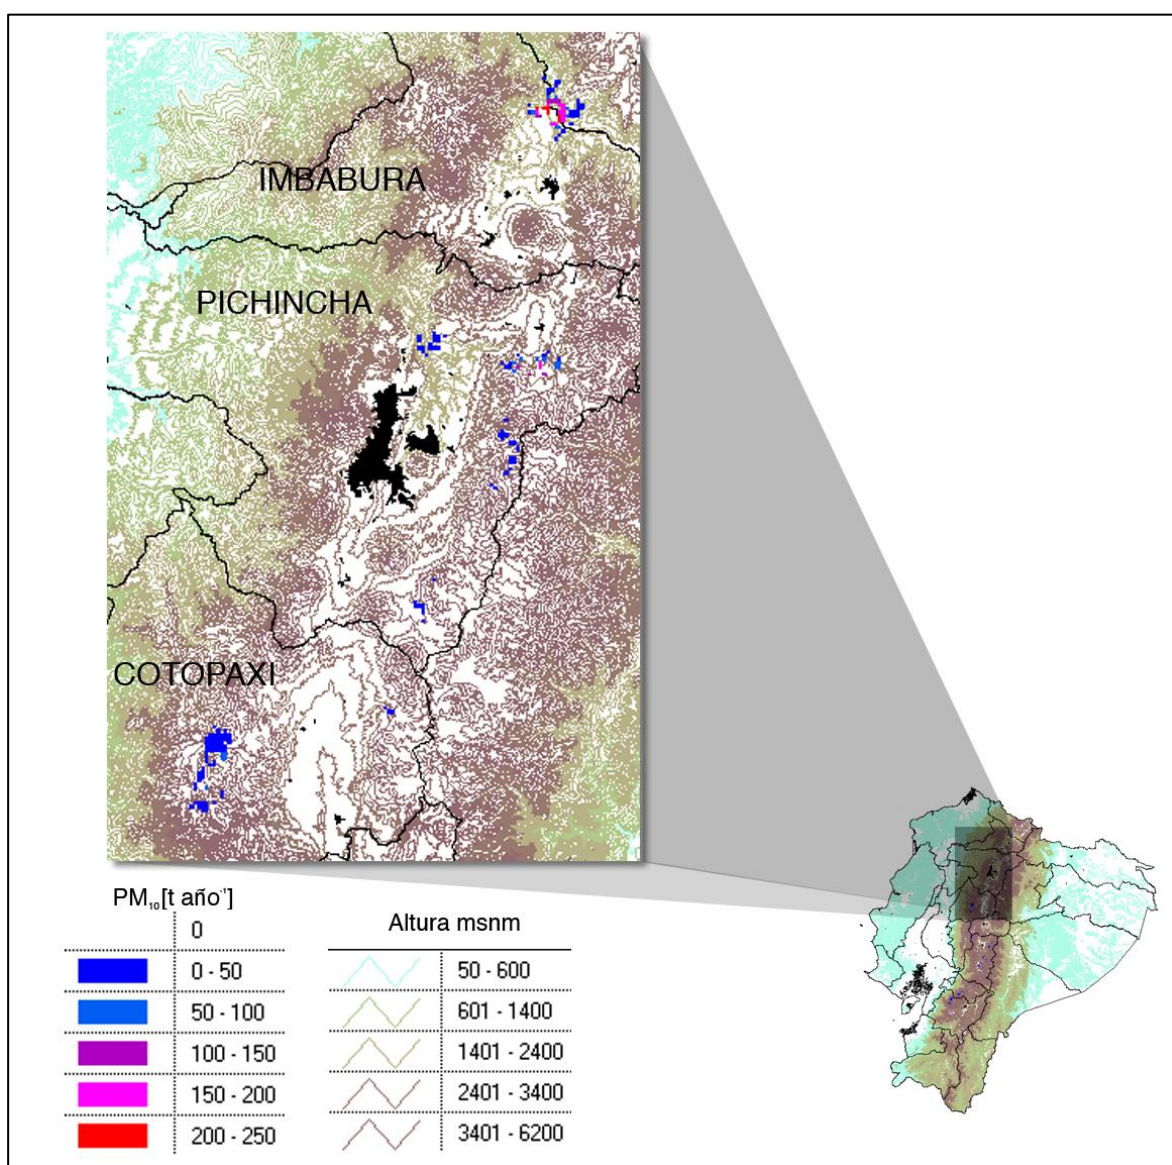 IMBABURA
PICHINCHA
COTOPAXI
PM₁₀[t año⁻¹]
0
0 - 50
50 - 100
100 - 150
150 - 200
200 - 250
Altura msnm
50 - 600
601 - 1400
1401 - 2400
2401 - 3400
3401 - 6200